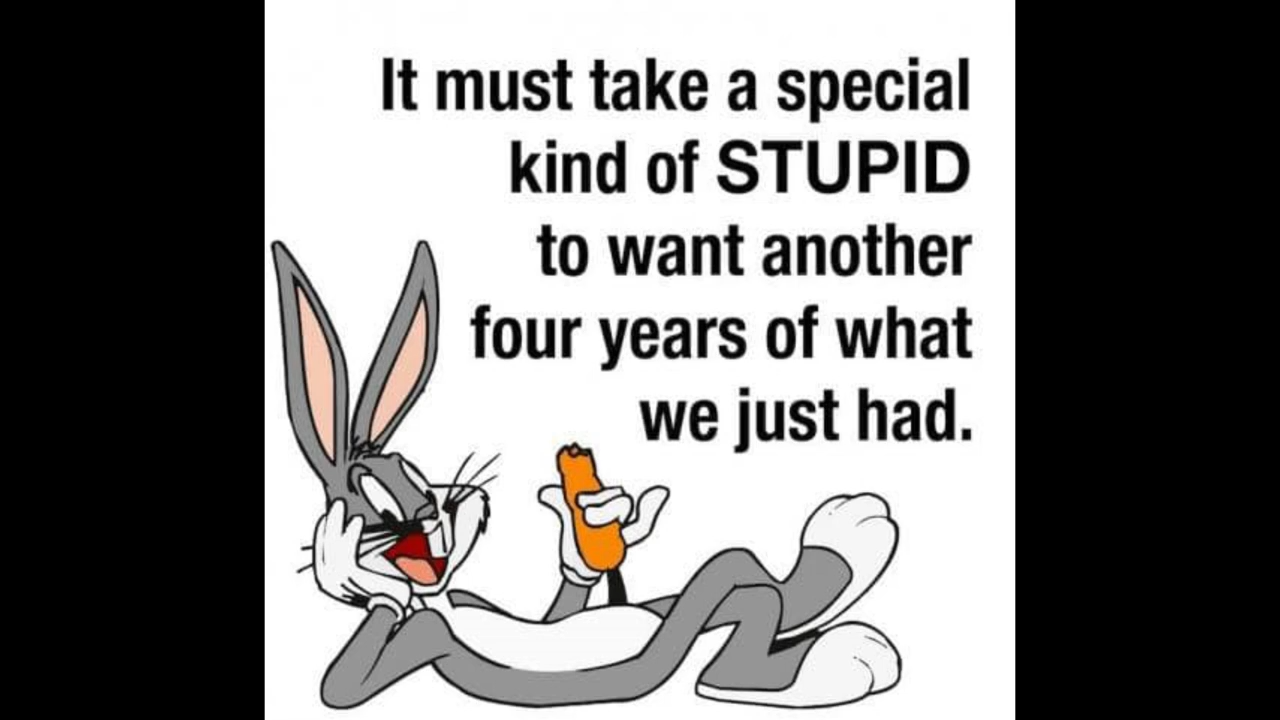 It must take a special
kind of STUPID
to want another
four years of what
we just had.